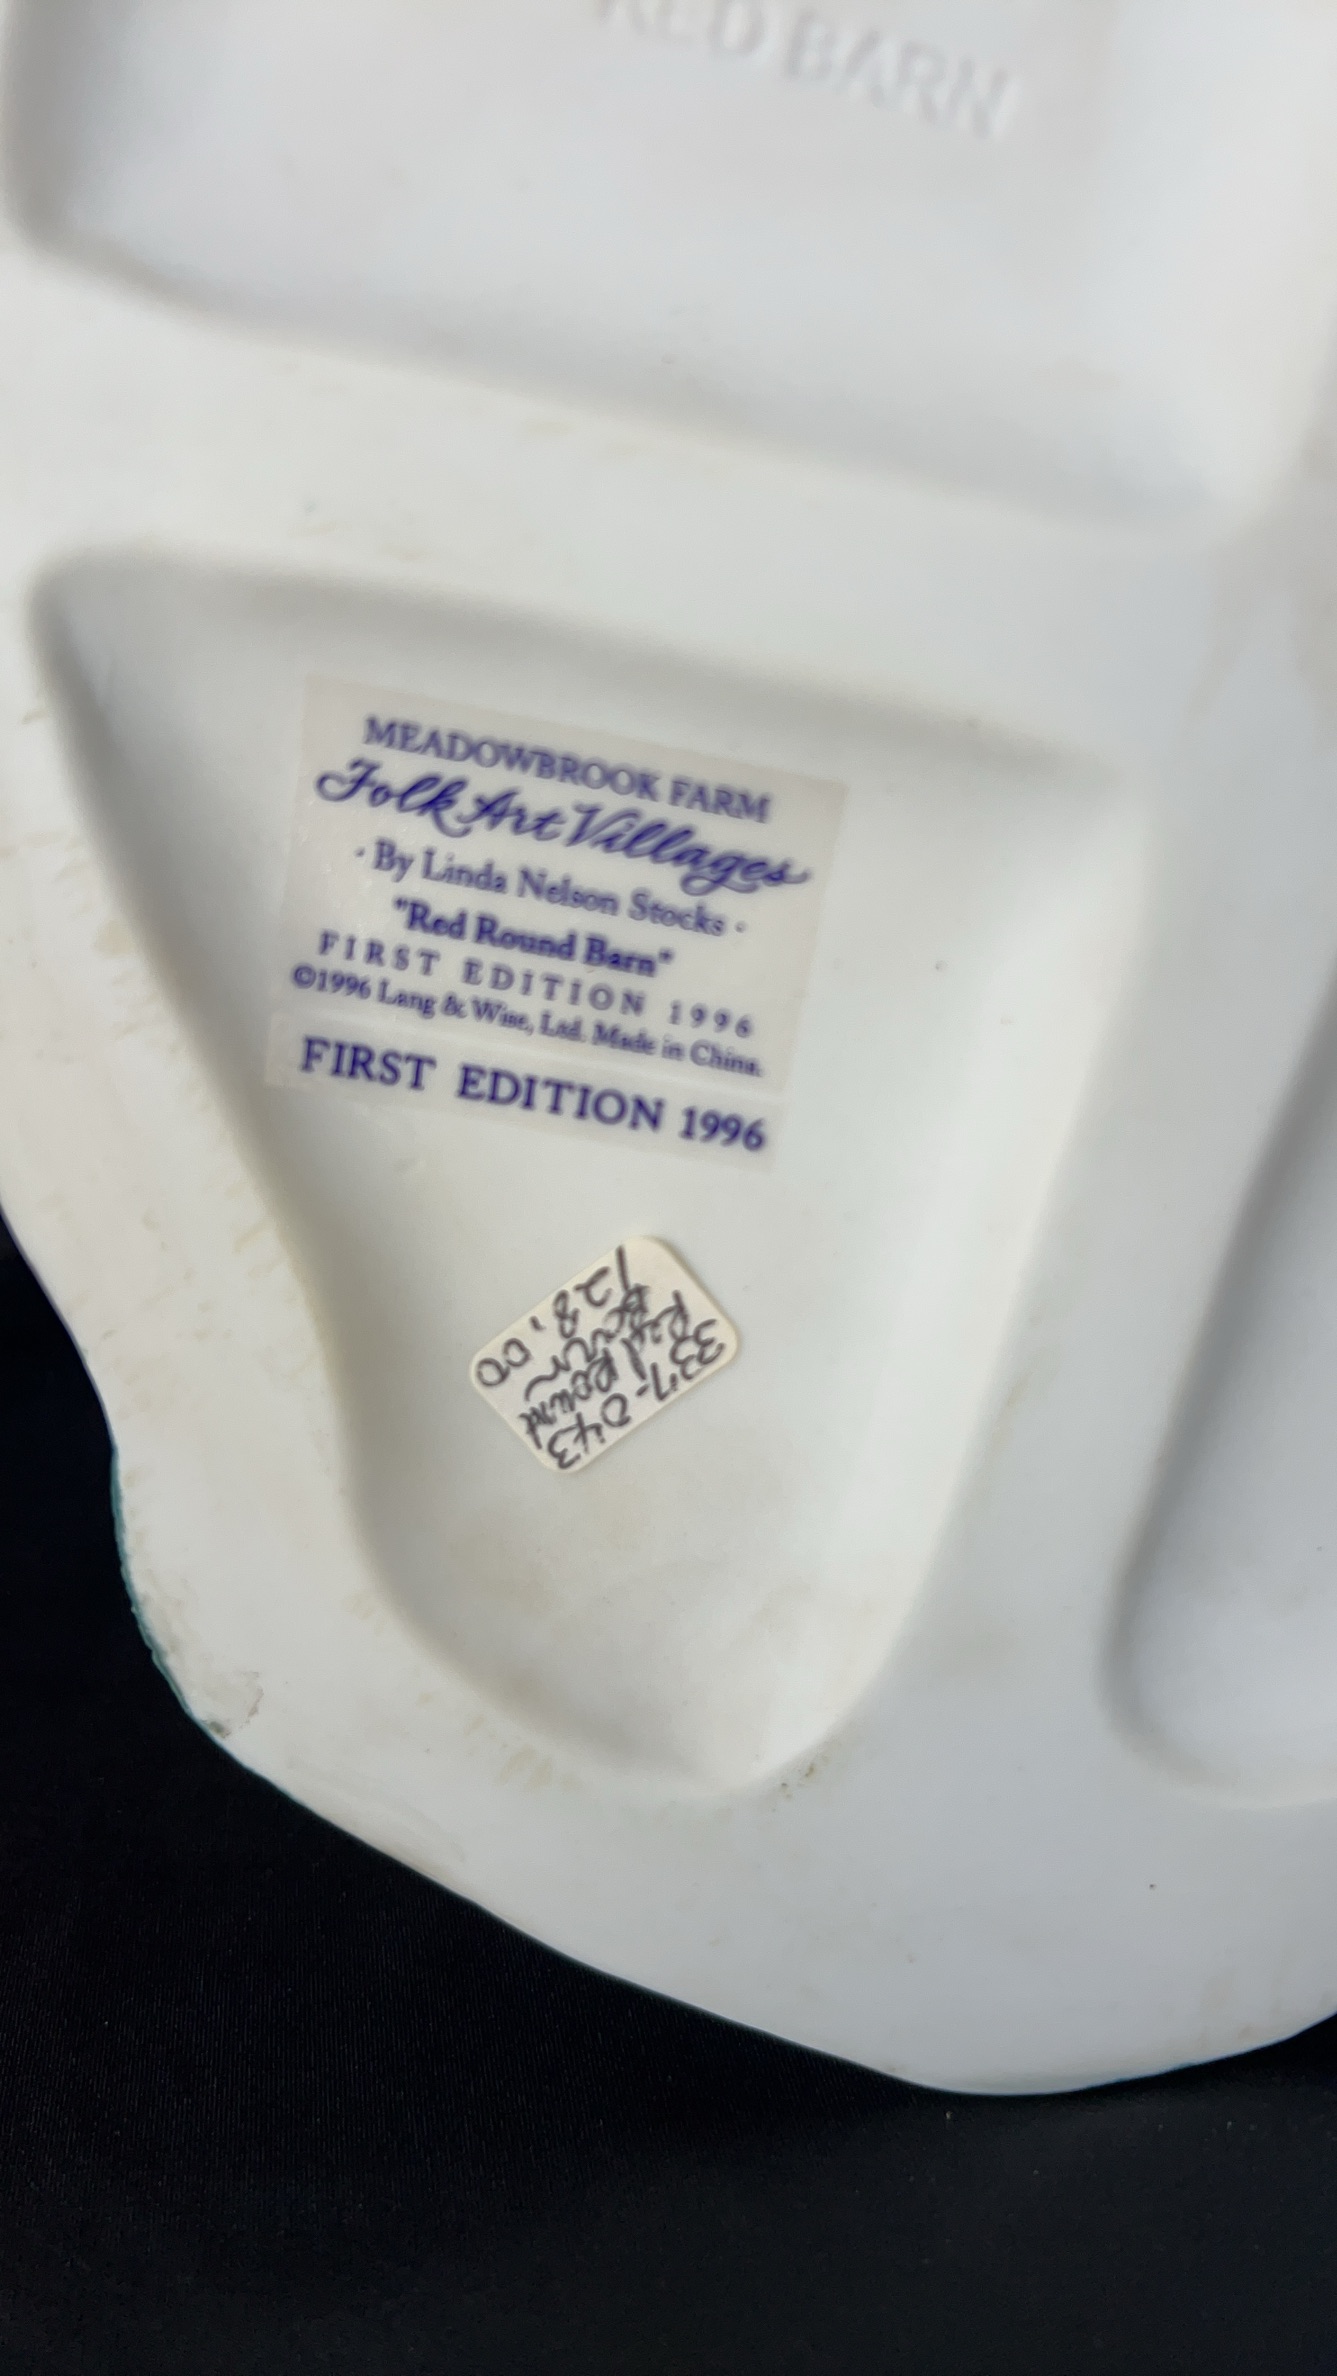 RED BARN
MEADOWBROOK FARM
Folk Art Villages
· By Linda Nelson Stocks ·
"Red Round Barn"
FIRST EDITION 1996
©1996 Lang & Wise, Ltd. Made in China.
FIRST EDITION 1996
337-043
Red Round
Barn
128.00